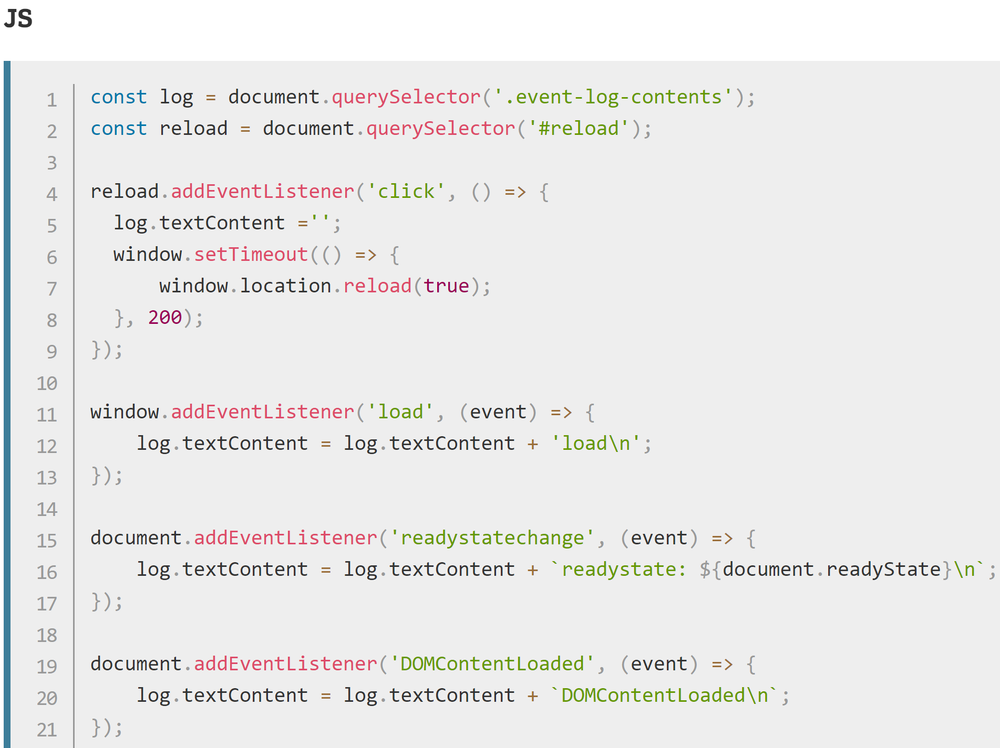 JS
1 const log = document.querySelector('.event-log-contents');
2 const reload = document.querySelector('#reload');
3
4 reload.addEventListener('click', () => {
5   log.textContent ='';
6   window.setTimeout(() => {
7       window.location.reload(true);
8   }, 200);
9 });
10
11 window.addEventListener('load', (event) => {
12     log.textContent = log.textContent + 'load\n';
13 });
14
15 document.addEventListener('readystatechange', (event) => {
16     log.textContent = log.textContent + `readystate: ${document.readyState}\n`;
17 });
18
19 document.addEventListener('DOMContentLoaded', (event) => {
20     log.textContent = log.textContent + `DOMContentLoaded\n`;
21 });